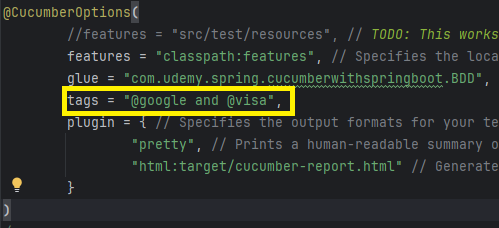 @CucumberOptions(
//features = "src/test/resources", // TODO: This works
features = "classpath:features", // Specifies the loca
glue = "com.udemy.spring.cucumberwithspringboot.BDD",
tags = "@google and @visa",
plugin = { // Specifies the output formats for your te
"pretty", // Prints a human-readable summary o
"html:target/cucumber-report.html" // Generate
}
)